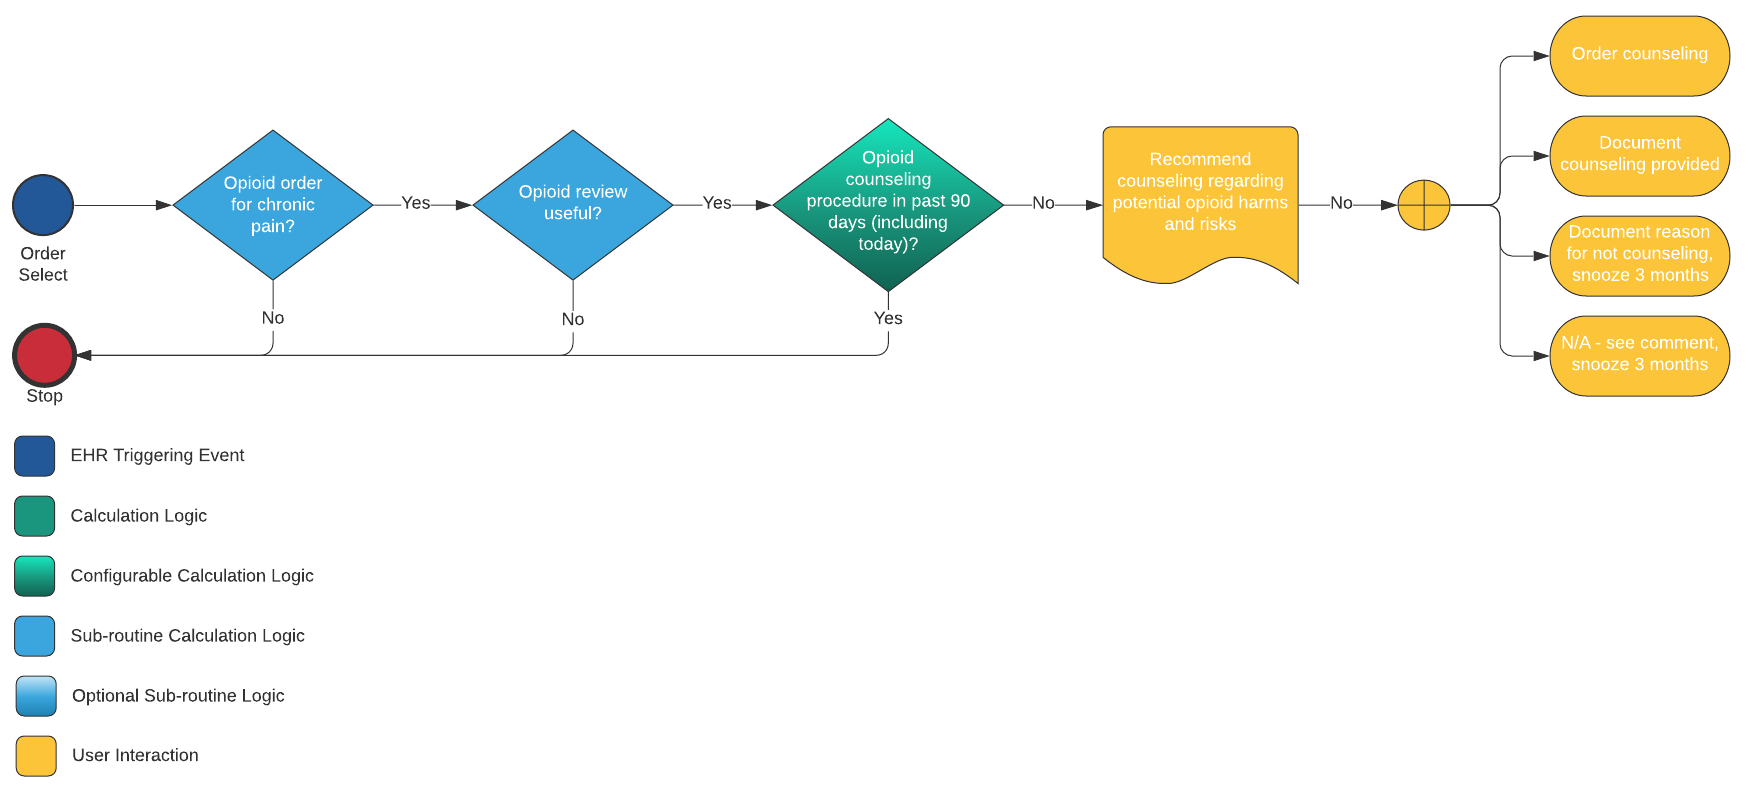 Order
Select
Opioid order
for chronic
pain?
Yes
No
Opioid review
useful?
Yes
No
Opioid
counseling
procedure in past 90
days (including
today)?
No
Yes
Recommend
counseling regarding
potential opioid harms
and risks
No
Order counseling
Document
counseling provided
Document reason
for not counseling,
snooze 3 months
N/A - see comment,
snooze 3 months
Stop
EHR Triggering Event
Calculation Logic
Configurable Calculation Logic
Sub-routine Calculation Logic
Optional Sub-routine Logic
User Interaction